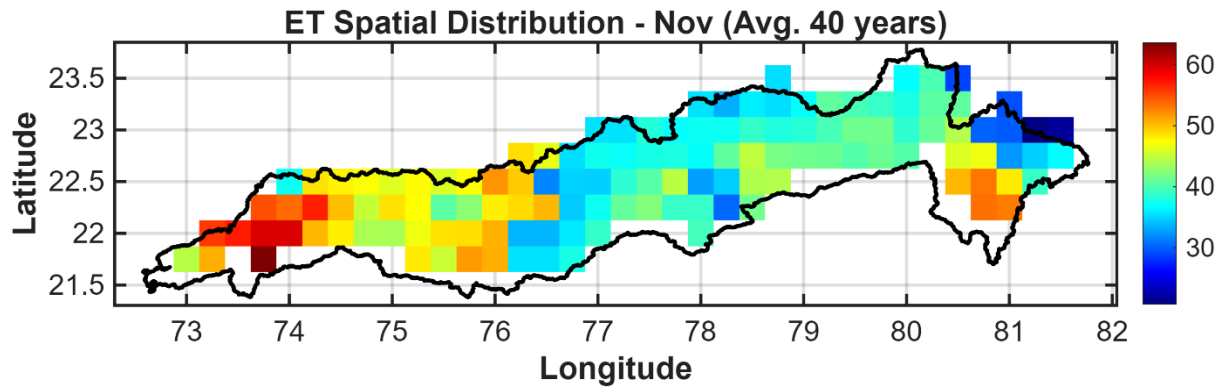 ET Spatial Distribution - Nov (Avg. 40 years)
Latitude
23.5
23
22.5
22
21.5
73 74 75 76 77 78 79 80 81 82
Longitude
60
50
40
30